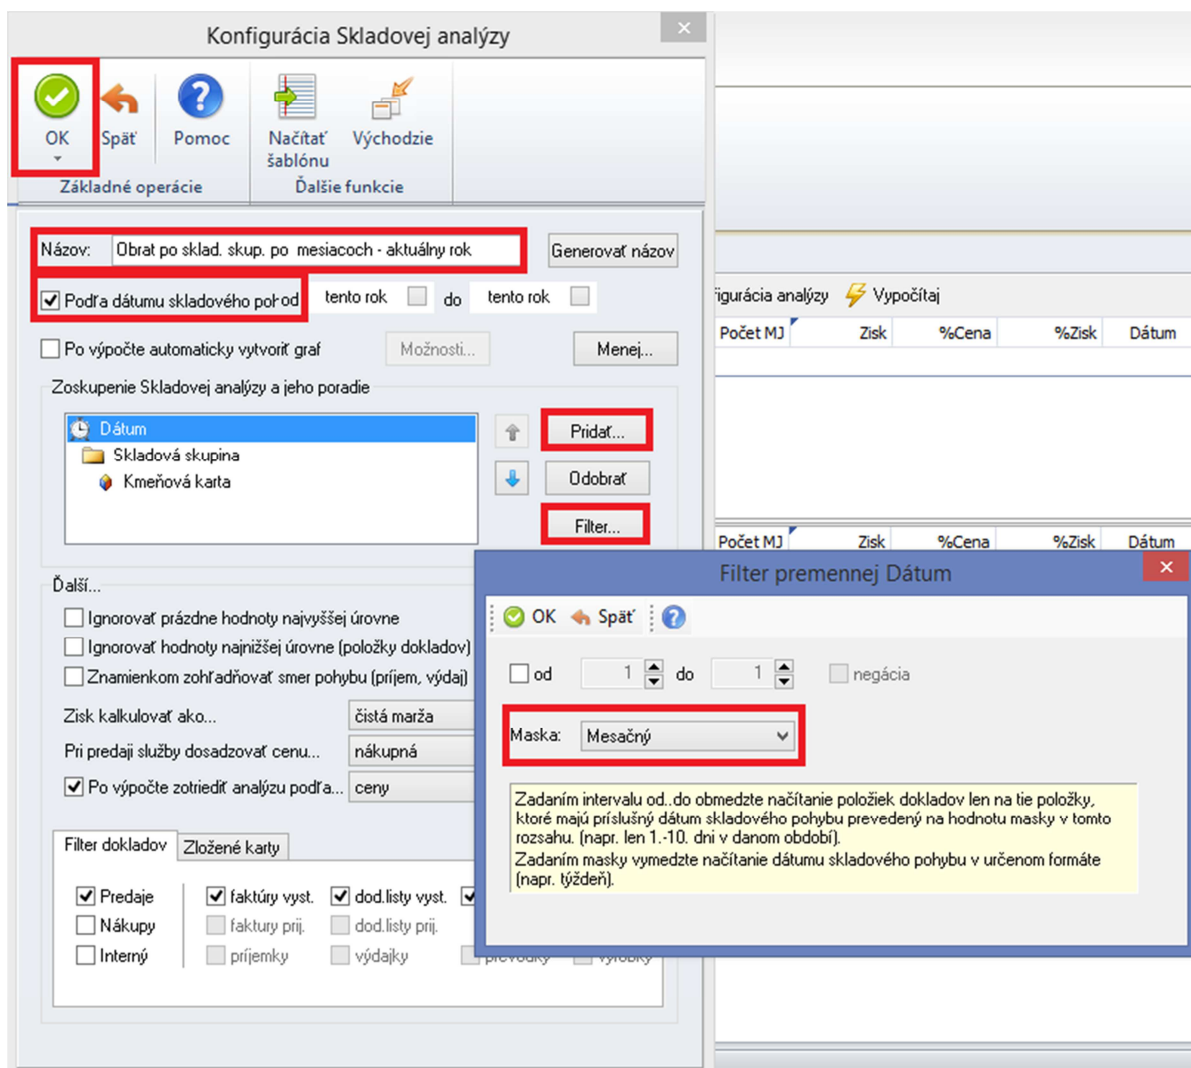 Konfigurácia Skladovej analýzy
OK
Späť
Pomoc
Načítať šablónu
Východzie
Základné operácie
Ďalšie funkcie
Názov: Obrat po sklad. skup. po mesiacoch - aktuálny rok
Generovať názov
Podľa dátumu skladového poh od tento rok do tento rok
Po výpočte automaticky vytvoriť graf
Možnosti...
Menej...
Zoskupenie Skladovej analýzy a jeho poradie
Dátum
Skladová skupina
Kmeňová karta
Pridať...
Odobrať
Filter...
Ďalší...
Ignorovať prázdne hodnoty najvyššej úrovne
Ignorovať hodnoty najnižšej úrovne (položky dokladov)
Znamienkom zohľadňovať smer pohybu (príjem, výdaj)
Zisk kalkulovať ako... čistá marža
Pri predaji služby dosadzovať cenu... nákupná
Po výpočte zotriediť analýzu podľa... ceny
Filter dokladov Zložené karty
Predaje faktúry vyst. dod.listy vyst.
Nákupy faktury prij. dod.listy prij.
Interný príjemky výdajky prevodky výrobky
igurácia analýzy Vypočítaj
Počet MJ Zisk %Cena %Zisk Dátum
Počet MJ Zisk %Cena %Zisk Dátum
Filter premennej Dátum
OK Späť
od 1 do 1 negácia
Maska: Mesačný
Zadaním intervalu od..do obmedzte načítanie položiek dokladov len na tie položky,
ktoré majú príslušný dátum skladového pohybu prevedený na hodnotu masky v tomto
rozsahu. (napr. len 1.-10. dni v danom období).
Zadaním masky vymedzte načítanie dátumu skladového pohybu v určenom formáte
(napr. týždeň).